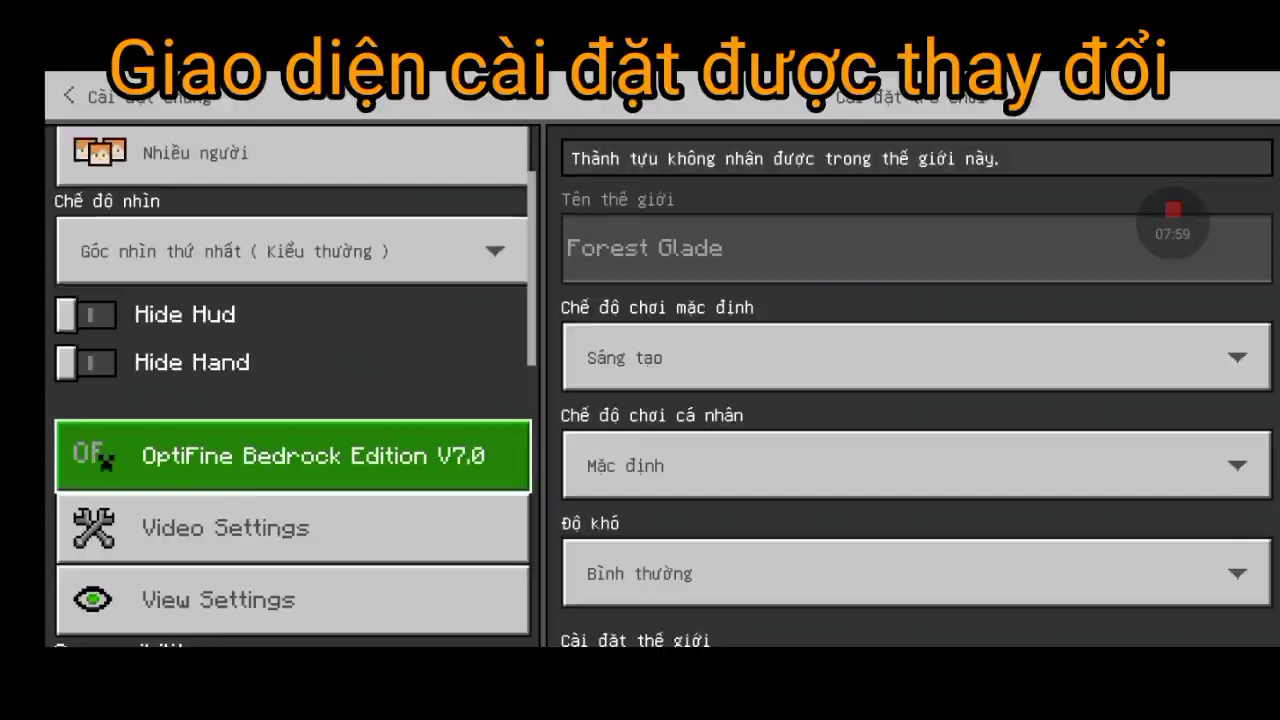 Giao diện cài đặt được thay đổi
Nhiều người
Chế độ nhìn
Góc nhìn thứ nhất ( Kiểu thường )
Hide Hud
Hide Hand
OF
OptiFine Bedrock Edition V7.0
Video Settings
View Settings
Thành tựu không nhận được trong thế giới này.
Tên thế giới
07:59
Forest Glade
Chế độ chơi mặc định
Sáng tạo
Chế độ chơi cá nhân
Mặc định
Độ khó
Bình thường
Cài đặt thế giới